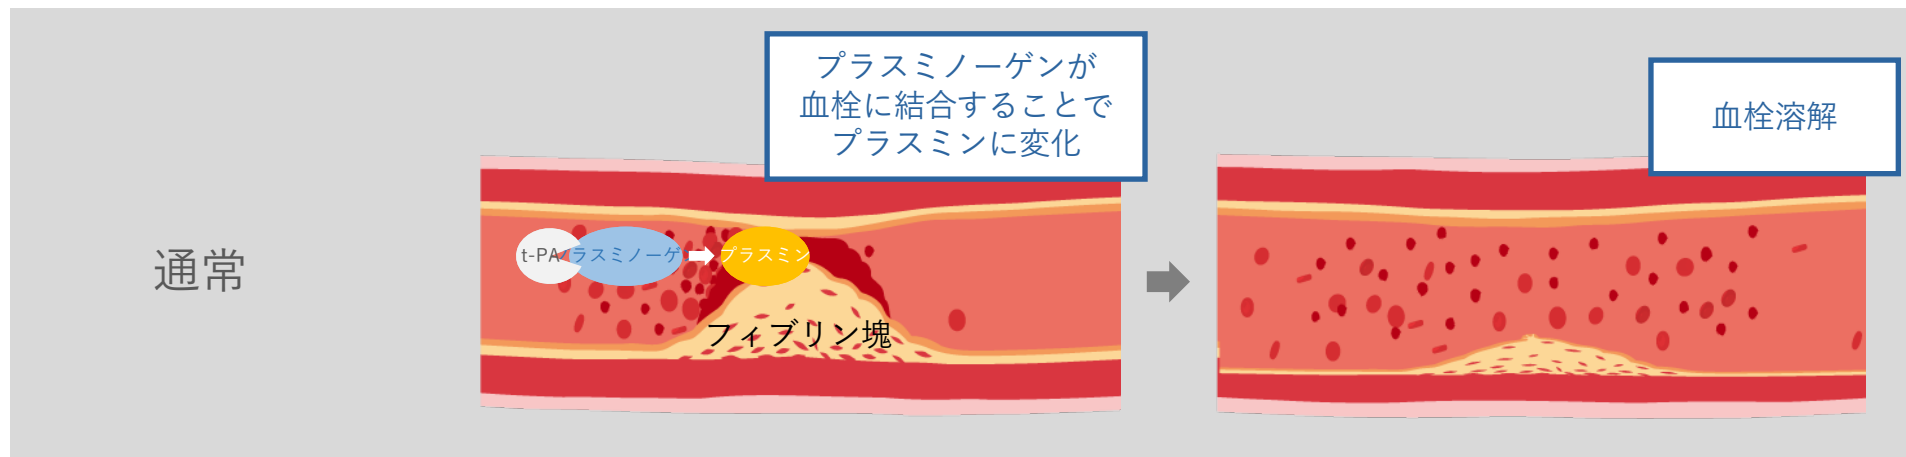 プラスミノーゲンが
血栓に結合することで
プラスミンに変化
血栓溶解
通常
t-PA
ラスミノーゲ
プラスミン
フィブリン塊